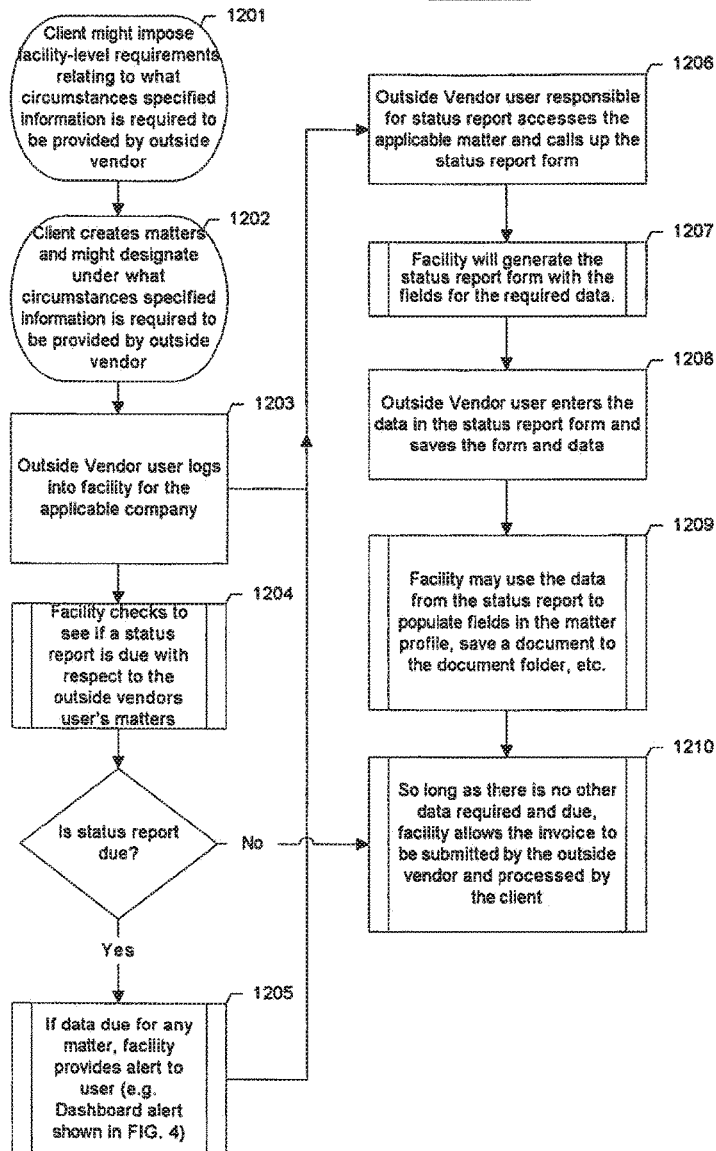 1201
Client might impose
facility-level requirements
relating to what
circumstances specified
information is required
to be provided by outside
vendor
1202
Client creates matters
and might designate
under what
circumstances specified
information is required to
be provided by outside
vendor
1203
Outside Vendor user logs
into facility for the
applicable company
1204
Facility checks to
see if a status
report is due with
respect to the
outside vendors
user's matters
Is status report
due?
No
Yes
1205
If data due for any
matter, facility
provides alert to
user (e.g.
Dashboard alert
shown in FIG. 4)
1206
Outside Vendor user responsible
for status report accesses the
applicable matter and calls up the
status report form
1207
Facility will generate the
status report form with the
fields for the required data.
1208
Outside Vendor user enters the
data in the status report form and
saves the form and data
1209
Facility may use the data
from the status report to
populate fields in the matter
profile, save a document to
the document folder, etc.
1210
So long as there is no other
data required and due,
facility allows the invoice to
be submitted by the outside
vendor and processed by
the client